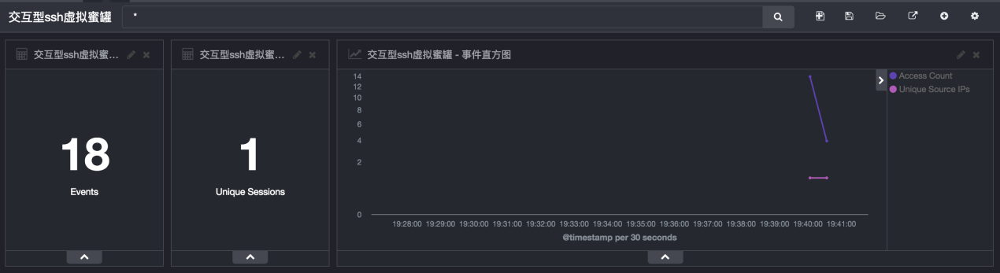 交互型ssh虚拟蜜罐
*
交互型ssh虚拟蜜...
交互型ssh虚拟蜜...
交互型ssh虚拟蜜罐 - 事件直方图
18
Events
1
Unique Sessions
14
12
10
8
6
4
2
0
19:28:00 19:29:00 19:30:00 19:31:00 19:32:00 19:33:00 19:34:00 19:35:00 19:36:00 19:37:00 19:38:00 19:39:00 19:40:00 19:41:00
@timestamp per 30 seconds
Access Count
Unique Source IPs